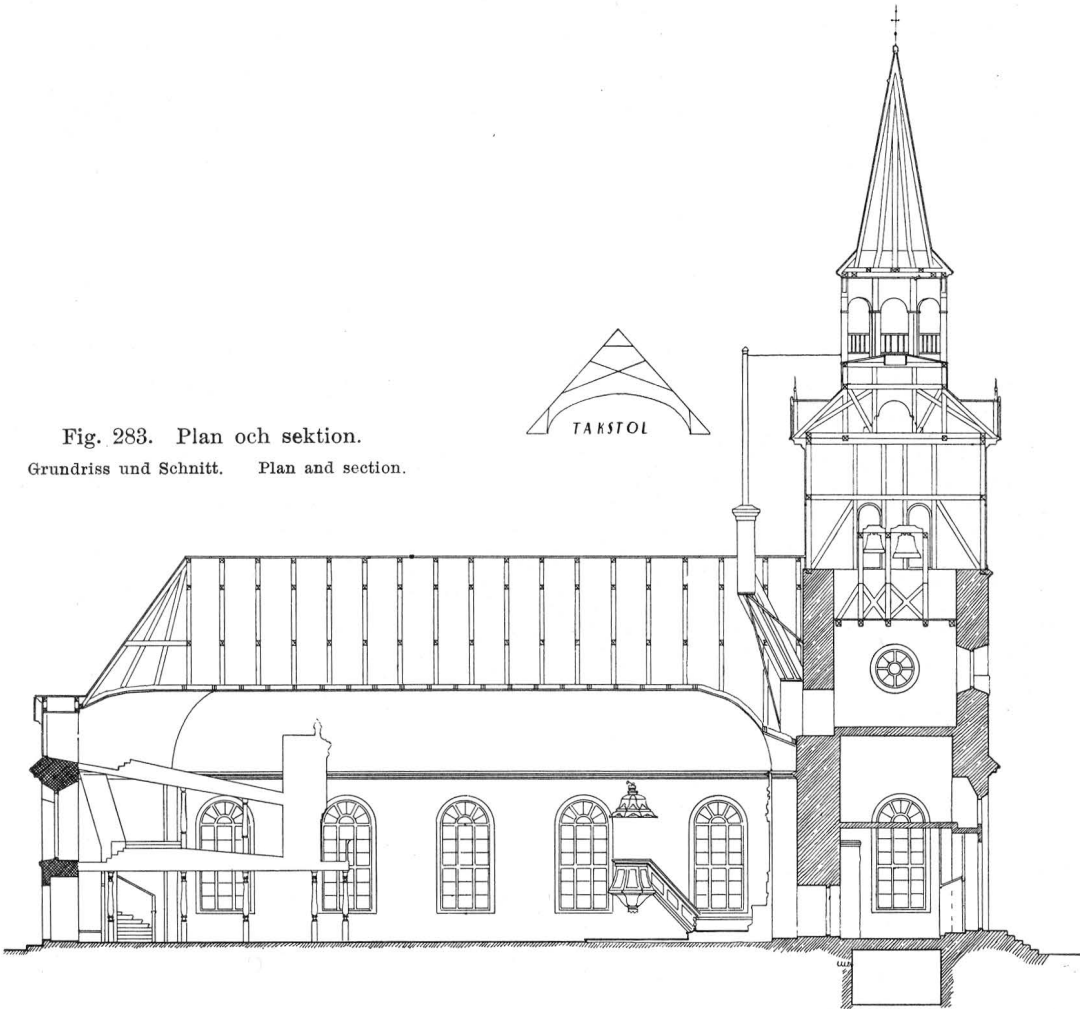 Fig. 283. Plan och sektion.
Grundriss und Schnitt. Plan and section.
TAKSTOL